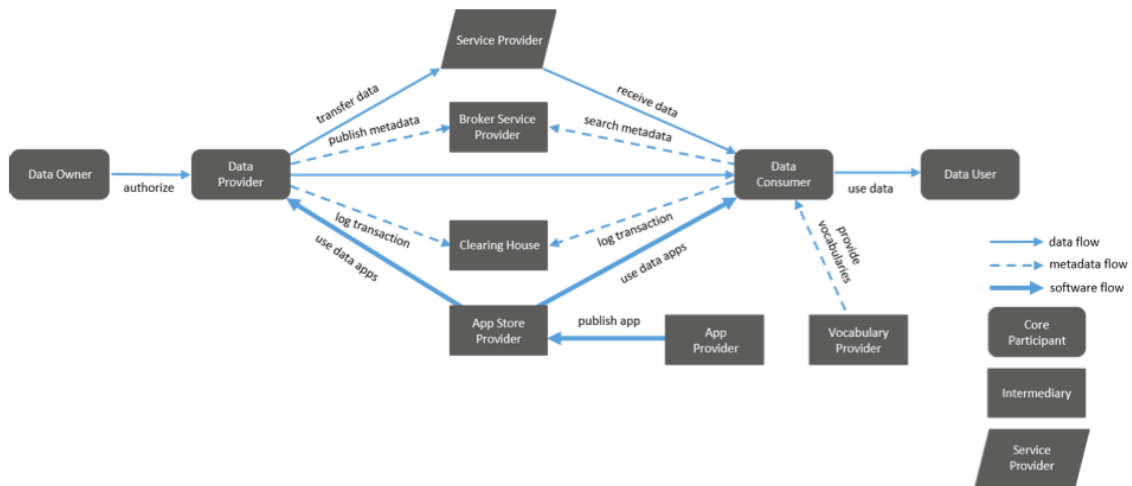 Service Provider
transfer data
receive data
publish metadata
Broker Service
Provider
search metadata
Data Owner
authorize
Data
Provider
Data
Consumer
use data
Data User
log transaction
Clearing House
log transaction
use data apps
use data apps
provide
vocabularies
App Store
Provider
publish app
App
Provider
Vocabulary
Provider
data flow
metadata flow
software flow
Core
Participant
Intermediary
Service
Provider